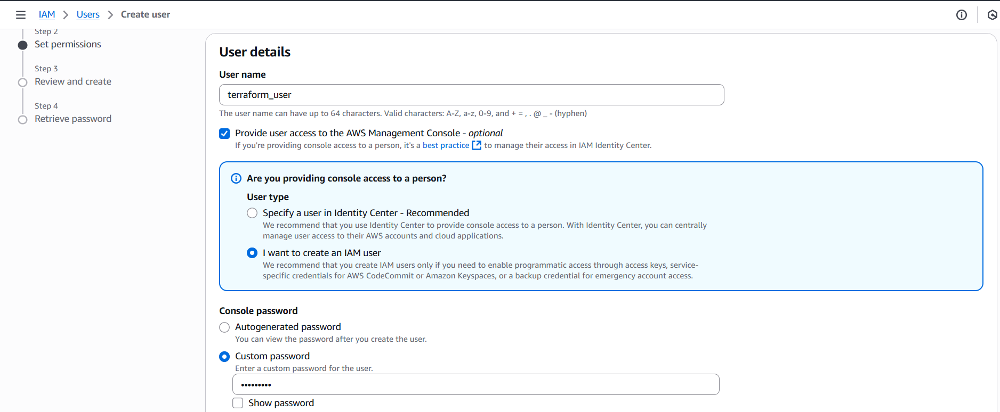 IAM > Users > Create user
Step 2
Set permissions
Step 3
Review and create
Step 4
Retrieve password
User details
User name
terraform_user
The user name can have up to 64 characters. Valid characters: A-Z, a-z, 0-9, and + = , . @ _ - (hyphen)
Provide user access to the AWS Management Console - optional
If you're providing console access to a person, it's a best practice to manage their access in IAM Identity Center.
Are you providing console access to a person?
User type
Specify a user in Identity Center - Recommended
We recommend that you use Identity Center to provide console access to a person. With Identity Center, you can centrally
manage user access to their AWS accounts and cloud applications.
I want to create an IAM user
We recommend that you create IAM users only if you need to enable programmatic access through access keys, service-
specific credentials for AWS CodeCommit or Amazon Keyspaces, or a backup credential for emergency account access.
Console password
Autogenerated password
You can view the password after you create the user.
Custom password
Enter a custom password for the user.
•••••••••
Show password